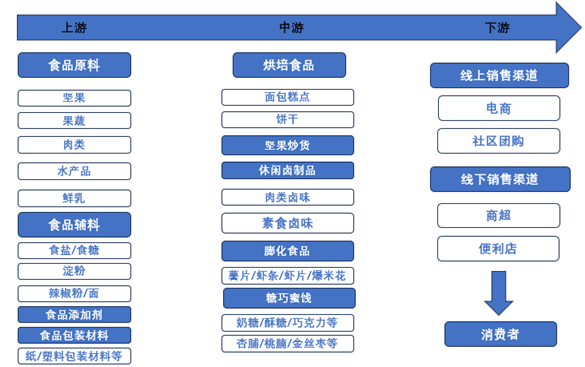 上游
中游
下游
食品原料
坚果
果蔬
肉类
水产品
鲜乳
食品辅料
食盐/食糖
淀粉
辣椒粉/面
食品添加剂
食品包装材料
纸/塑料包装材料等
烘培食品
面包糕点
饼干
坚果炒货
休闲卤制品
肉类卤味
素食卤味
膨化食品
薯片/虾条/虾片/爆米花
糖巧蜜饯
奶糖/酥糖/巧克力等
杏脯/桃脯/金丝枣等
线上销售渠道
电商
社区团购
线下销售渠道
商超
便利店
消费者